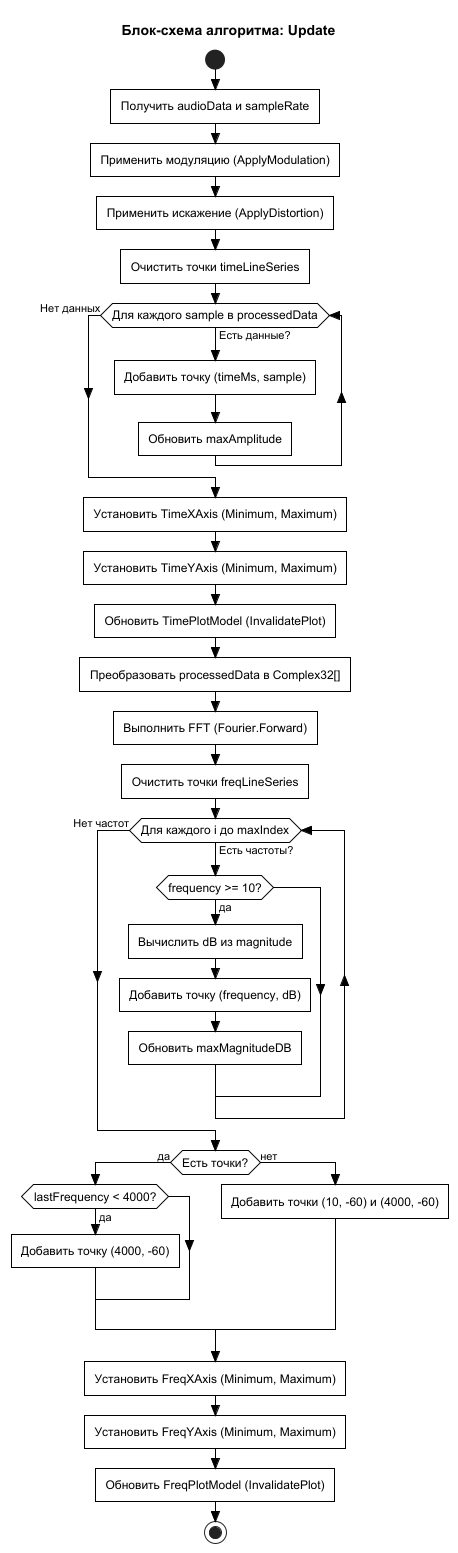 Блок-схема алгоритма: Update
Получить audioData и sampleRate
Применить модуляцию (ApplyModulation)
Применить искажение (ApplyDistortion)
Очистить точки timeLineSeries
Нет данных
Для каждого sample в processedData
Есть данные?
Добавить точку (timeMs, sample)
Обновить maxAmplitude
Установить TimeXAxis (Minimum, Maximum)
Установить TimeYAxis (Minimum, Maximum)
Обновить TimePlotModel (InvalidatePlot)
Преобразовать processedData в Complex32[]
Выполнить FFT (Fourier.Forward)
Очистить точки freqLineSeries
Нет частот
Для каждого i до maxIndex
Есть частоты?
frequency >= 10?
да
Вычислить dB из magnitude
Добавить точку (frequency, dB)
Обновить maxMagnitudeDB
да
Есть точки?
нет
lastFrequency < 4000?
да
Добавить точку (4000, -60)
Добавить точки (10, -60) и (4000, -60)
Установить FreqXAxis (Minimum, Maximum)
Установить FreqYAxis (Minimum, Maximum)
Обновить FreqPlotModel (InvalidatePlot)